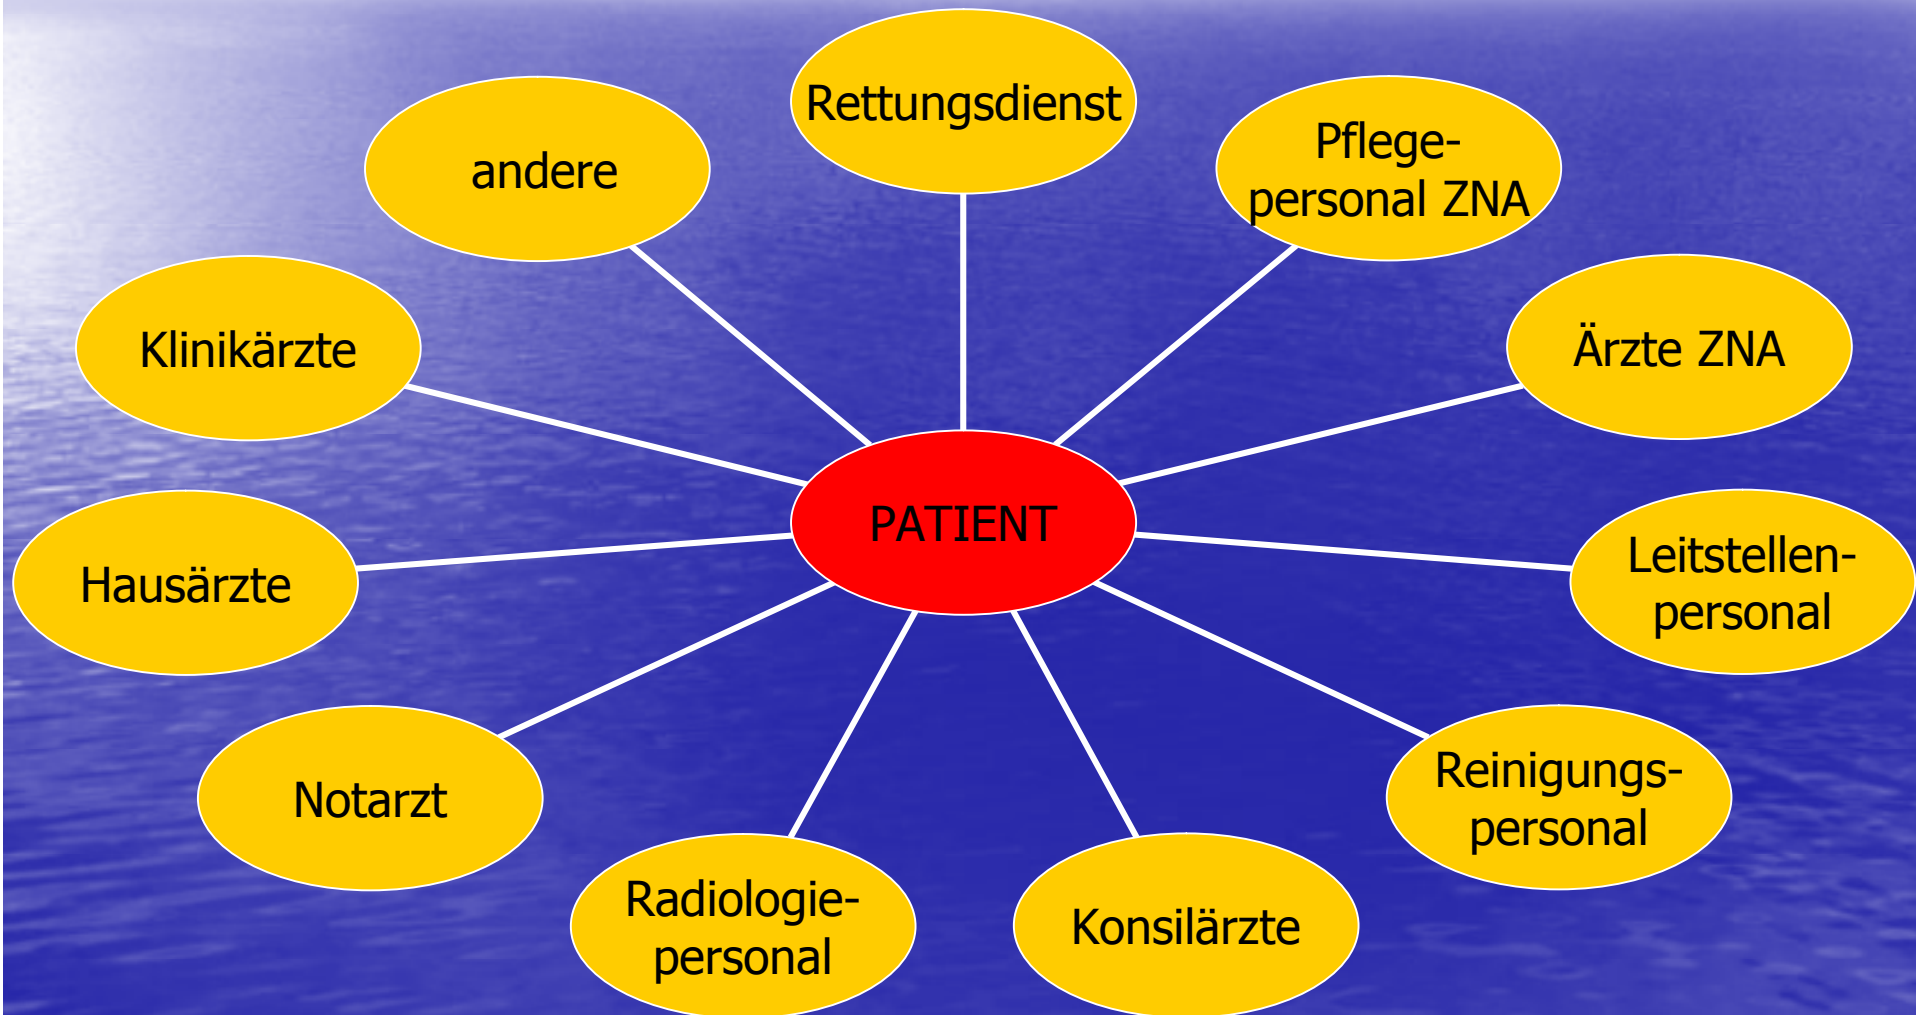 Rettungsdienst
Pflege-
personal ZNA
Ärzte ZNA
Leitstellen-
personal
Reinigungs-
personal
Konsilärzte
Radiologie-
personal
Notarzt
Hausärzte
Klinikärzte
andere
PATIENT